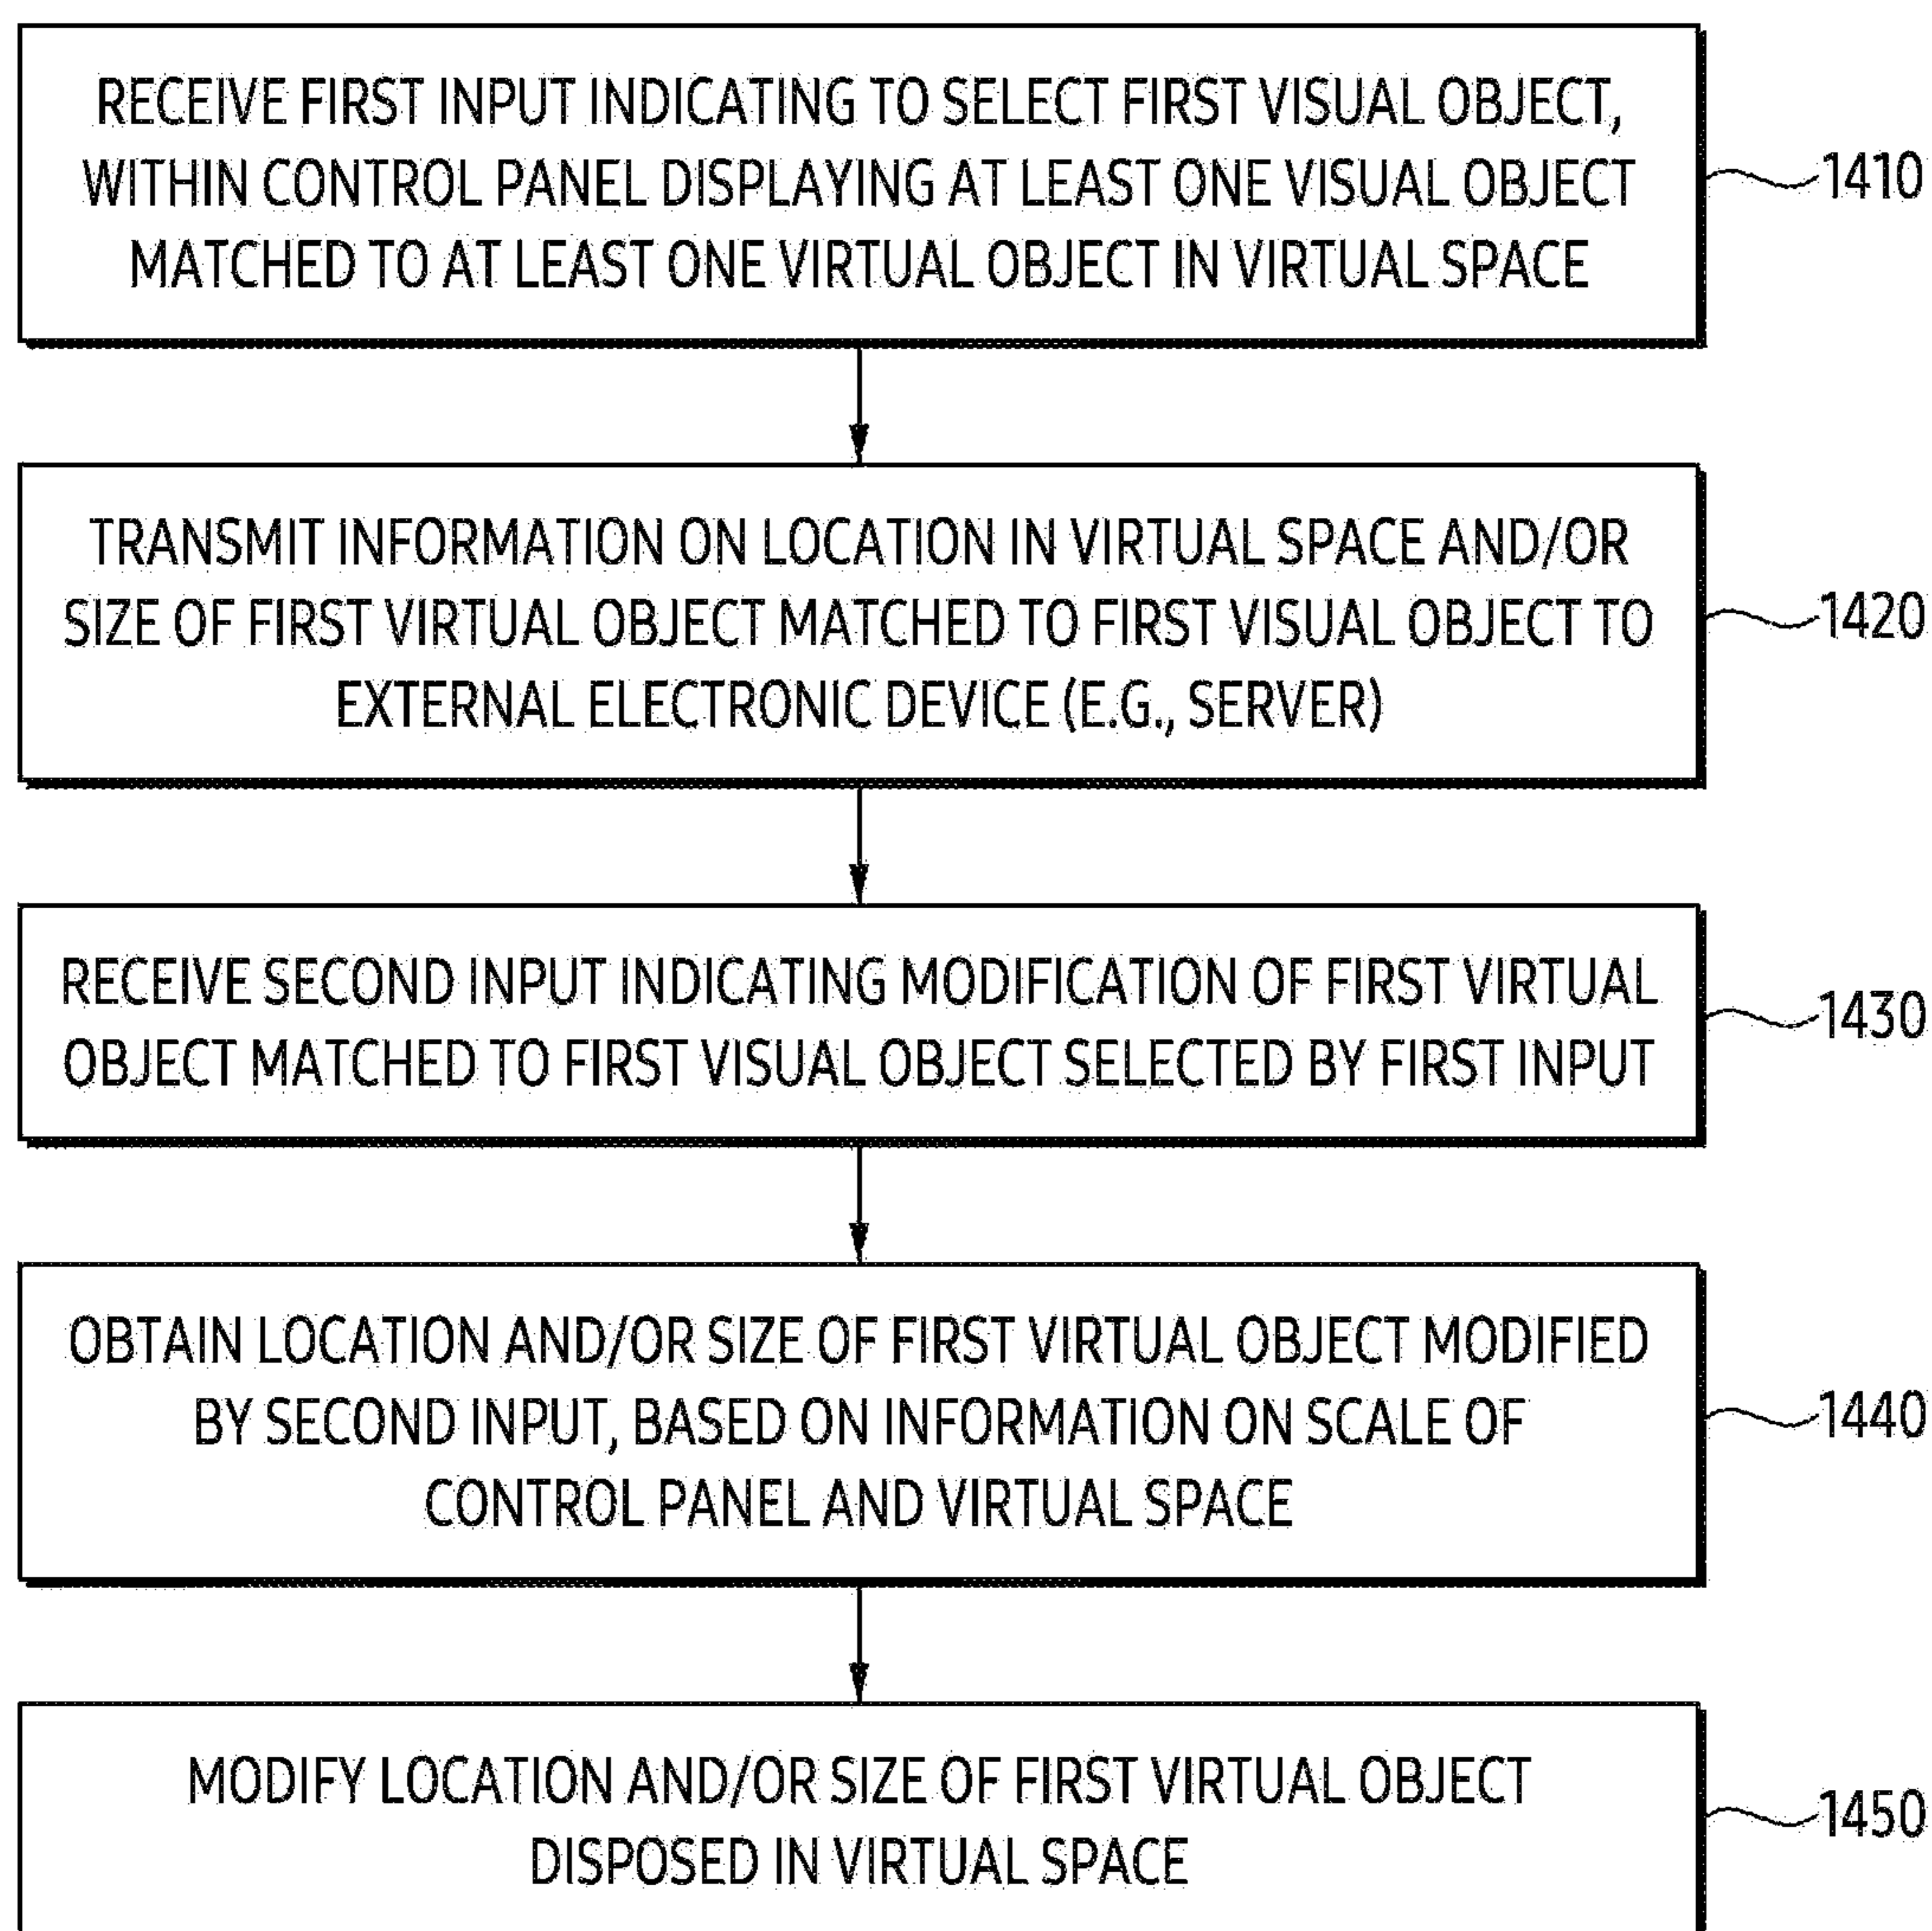 RECEIVE FIRST INPUT INDICATING TO SELECT FIRST VISUAL OBJECT,
WITHIN CONTROL PANEL DISPLAYING AT LEAST ONE VISUAL OBJECT
MATCHED TO AT LEAST ONE VIRTUAL OBJECT IN VIRTUAL SPACE
1410
TRANSMIT INFORMATION ON LOCATION IN VIRTUAL SPACE AND/OR
SIZE OF FIRST VIRTUAL OBJECT MATCHED TO FIRST VISUAL OBJECT TO
EXTERNAL ELECTRONIC DEVICE (E.G., SERVER)
1420
RECEIVE SECOND INPUT INDICATING MODIFICATION OF FIRST VIRTUAL
OBJECT MATCHED TO FIRST VISUAL OBJECT SELECTED BY FIRST INPUT
1430
OBTAIN LOCATION AND/OR SIZE OF FIRST VIRTUAL OBJECT MODIFIED
BY SECOND INPUT, BASED ON INFORMATION ON SCALE OF
CONTROL PANEL AND VIRTUAL SPACE
1440
MODIFY LOCATION AND/OR SIZE OF FIRST VIRTUAL OBJECT
DISPOSED IN VIRTUAL SPACE
1450